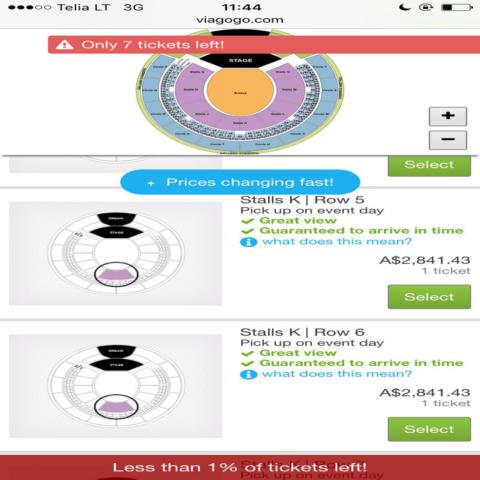 Telia LT 3G 11:44
viagogo.com
Only 7 tickets left!
STAGE
Arena
+
−
Select
Prices changing fast!
Stalls K | Row 5
Pick up on event day
Great view
Guaranteed to arrive in time
what does this mean?
A$2,841.43
1 ticket
Select
ORGAN
STAGE
Stalls K | Row 6
Pick up on event day
Great view
Guaranteed to arrive in time
what does this mean?
A$2,841.43
1 ticket
Select
ORGAN
STAGE
Less than 1% of tickets left!
Pick up on event day